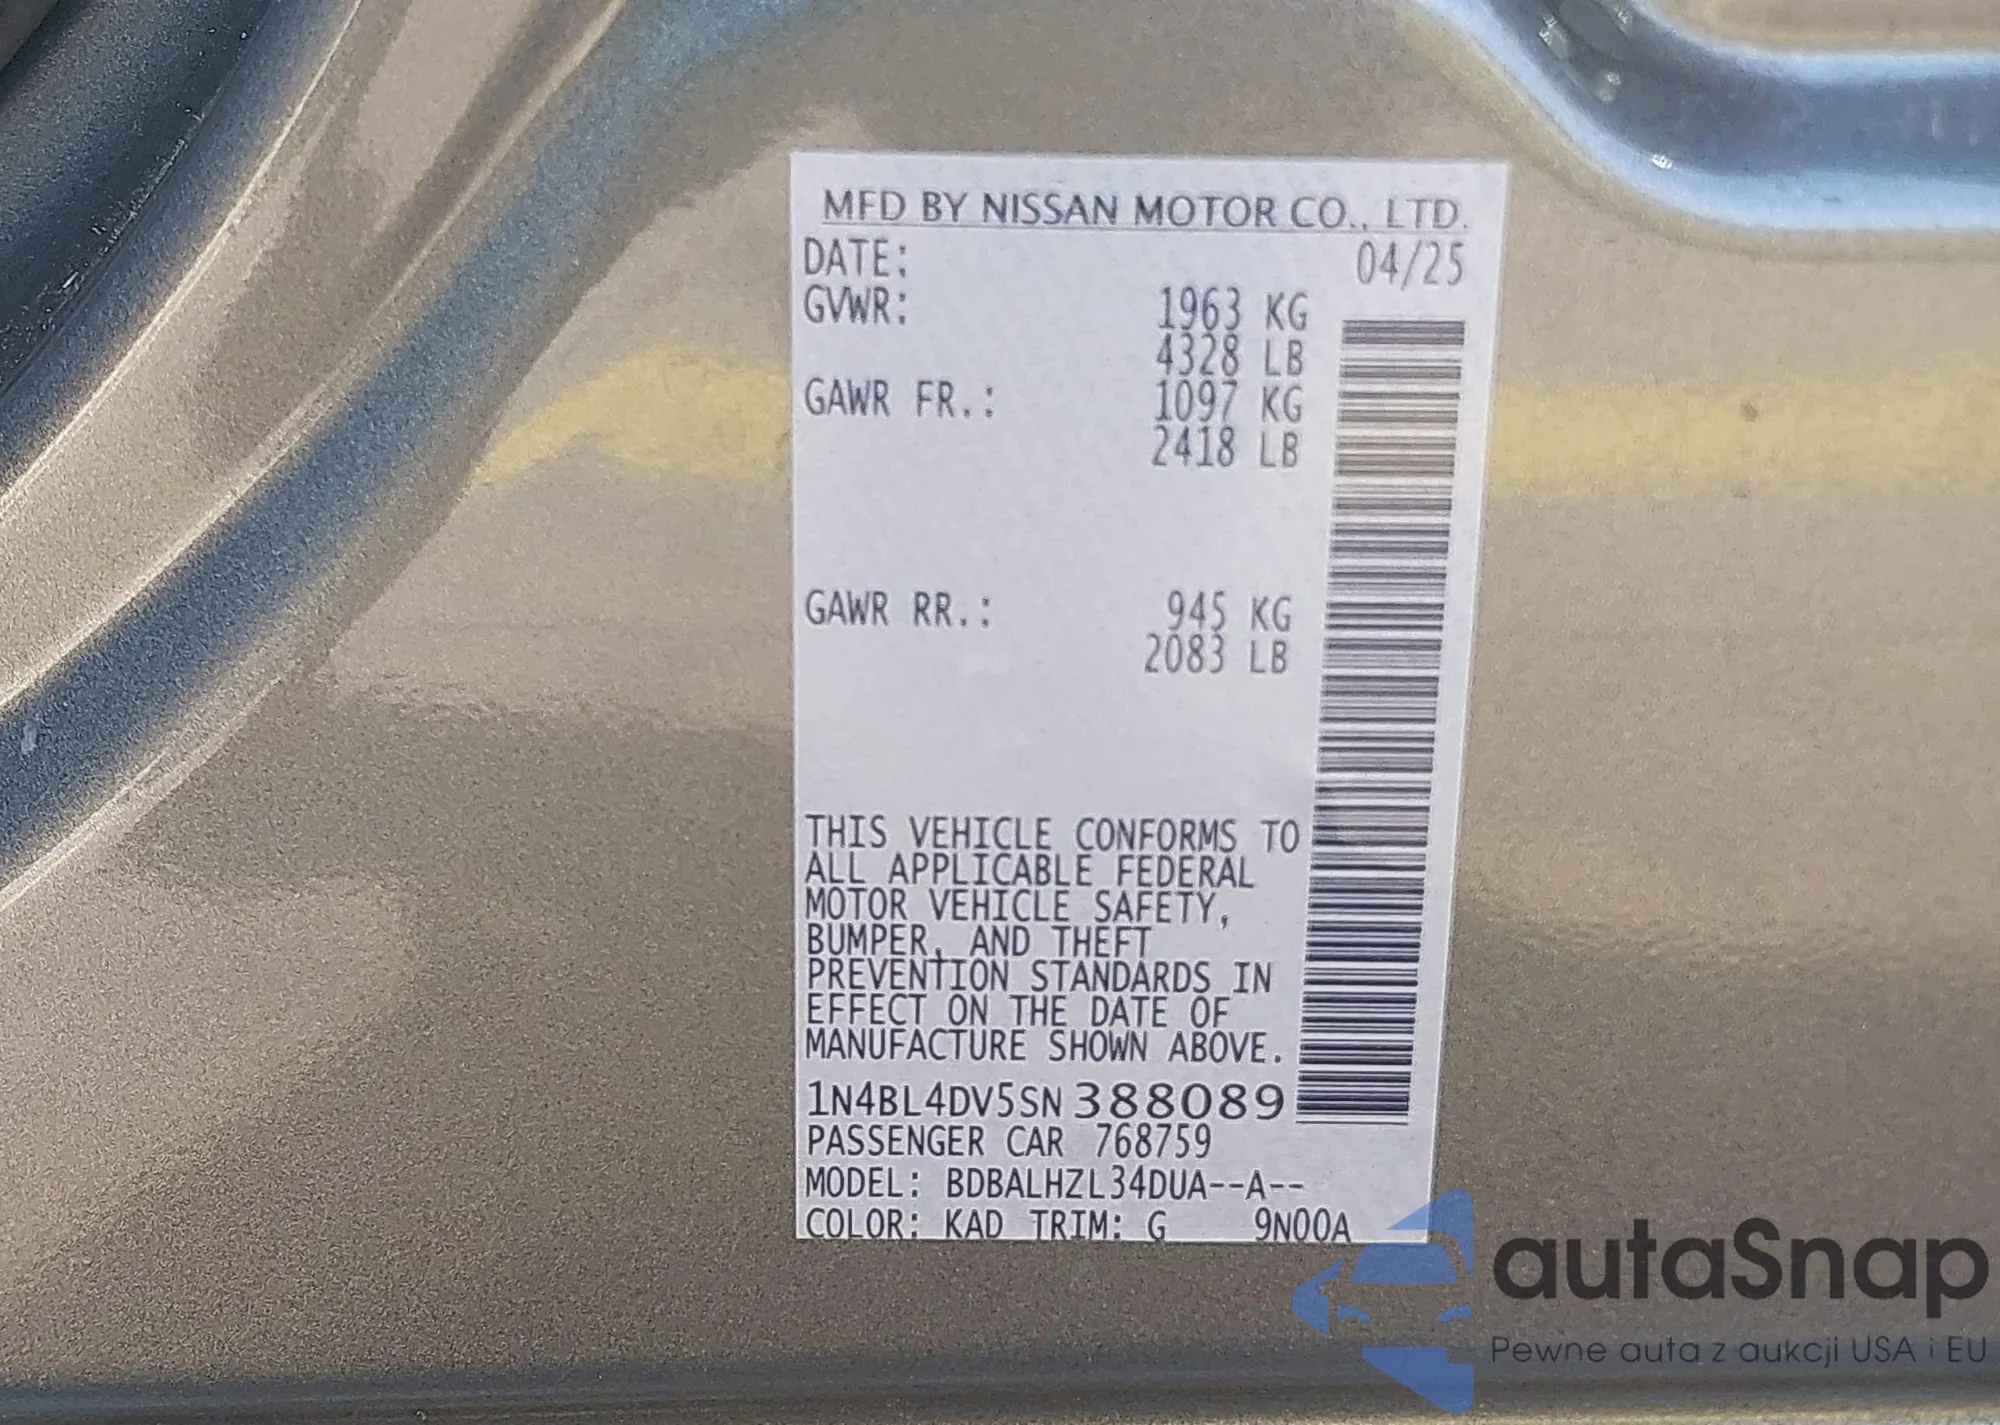 MFD BY NISSAN MOTOR CO., LTD.
DATE: 04/25
GVWR: 1963 KG
4328 LB
GAWR FR.: 1097 KG
2418 LB
GAWR RR.: 945 KG
2083 LB
THIS VEHICLE CONFORMS TO
ALL APPLICABLE FEDERAL
MOTOR VEHICLE SAFETY,
BUMPER, AND THEFT
PREVENTION STANDARDS IN
EFFECT ON THE DATE OF
MANUFACTURE SHOWN ABOVE.
1N4BL4DV5SN388089
PASSENGER CAR 768759
MODEL: BDBALHZL34DUA--A--
COLOR: KAD TRIM: G 9N00A
autaSnap
Pewne auta z aukcji USA i EU